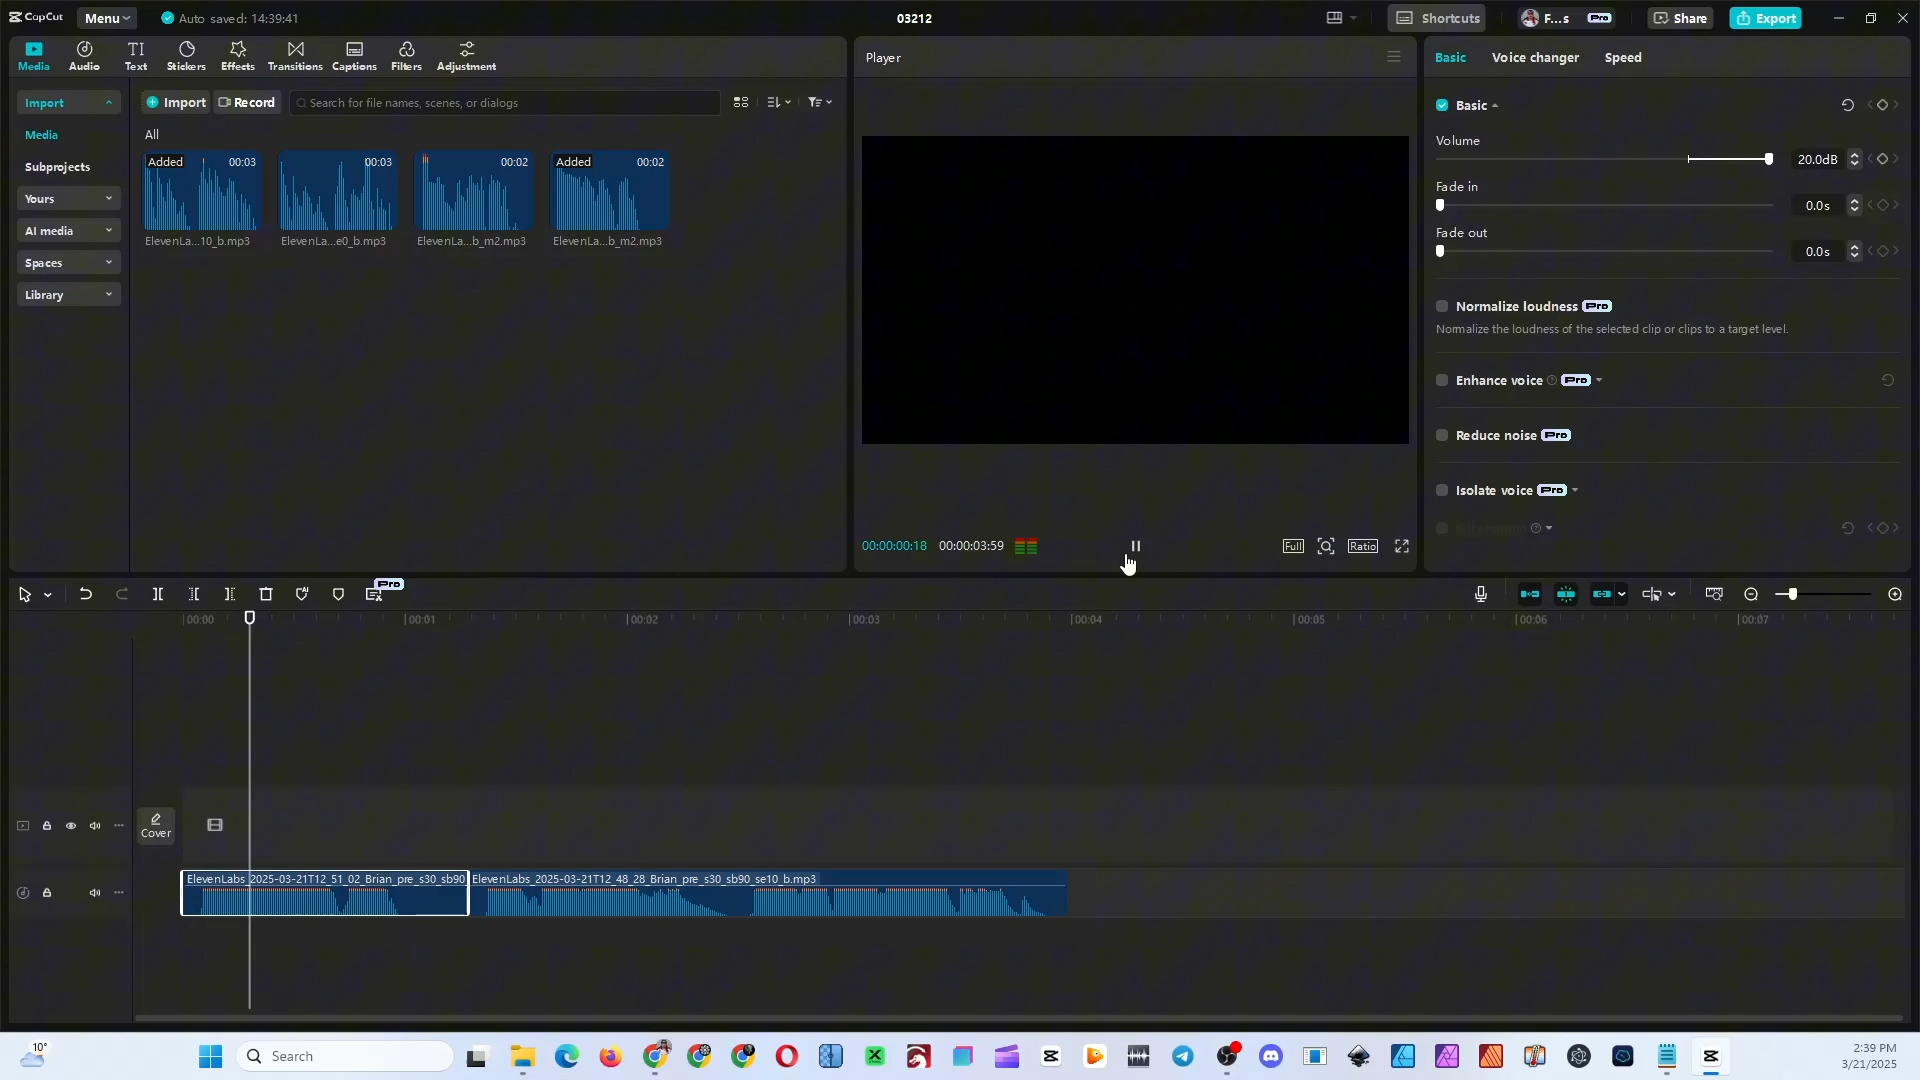 CapCut
Menu
Auto saved: 14:39:41
03212
Shortcuts
F...s
Pro
Share
Export
Media
Audio
Text
Stickers
Effects
Transitions
Captions
Filters
Adjustment
Player
Basic
Voice changer
Speed
Import
Media
Subprojects
Yours
AI media
Spaces
Library
Import
Record
Search for file names, scenes, or dialogs
All
Added 00:03
00:03
00:02
Added 00:02
ElevenLa...10_b.mp3
ElevenLa...e0_b.mp3
ElevenLa...b_m2.mp3
ElevenLa...b_m2.mp3
00:00:00:18 00:00:03:59
Full
Ratio
Basic
Volume
20.0dB
Fade in
0.0s
Fade out
0.0s
Normalize loudness Pro
Normalize the loudness of the selected clip or clips to a target level.
Enhance voice Pro
Reduce noise Pro
Isolate voice Pro
Pro
00:00
00:01
00:02
00:03
00:04
00:05
00:06
00:07
Cover
ElevenLabs_2025-03-21T12_51_02_Brian_pre_s30_sb90
ElevenLabs_2025-03-21T12_48_28_Brian_pre_s30_sb90_se10_b.mp3
10°
Search
2:39 PM
3/21/2025